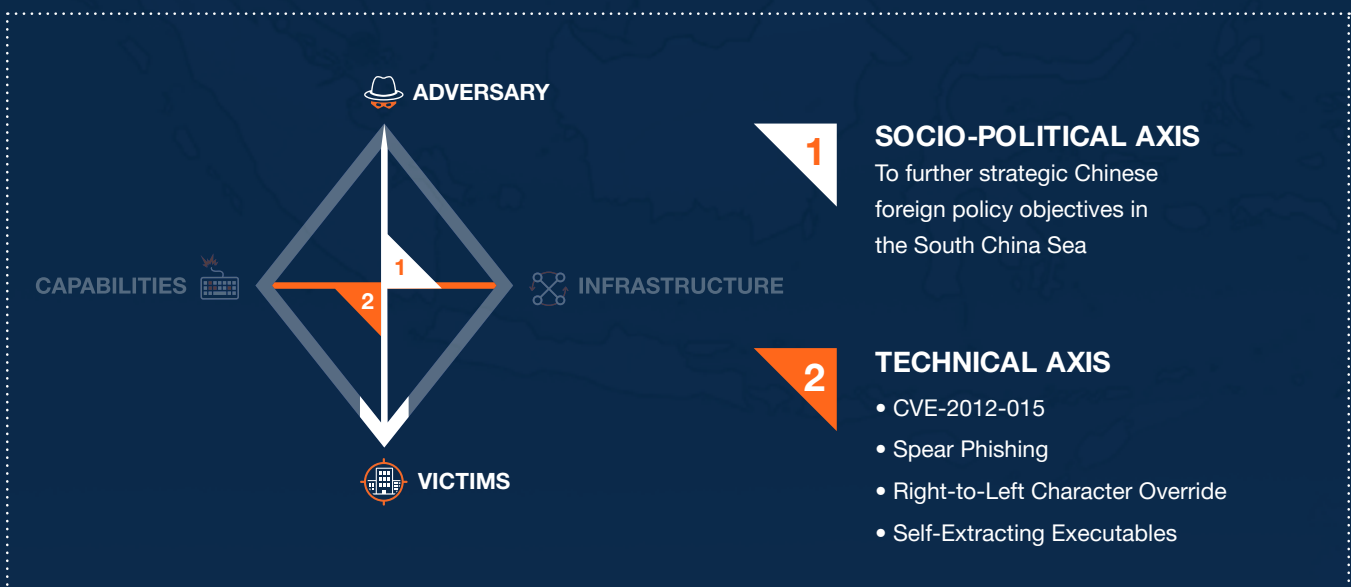 ADVERSARY
CAPABILITIES
INFRASTRUCTURE
1
2
VICTIMS
1
SOCIO-POLITICAL AXIS
To further strategic Chinese
foreign policy objectives in
the South China Sea
2
TECHNICAL AXIS
• CVE-2012-015
• Spear Phishing
• Right-to-Left Character Override
• Self-Extracting Executables